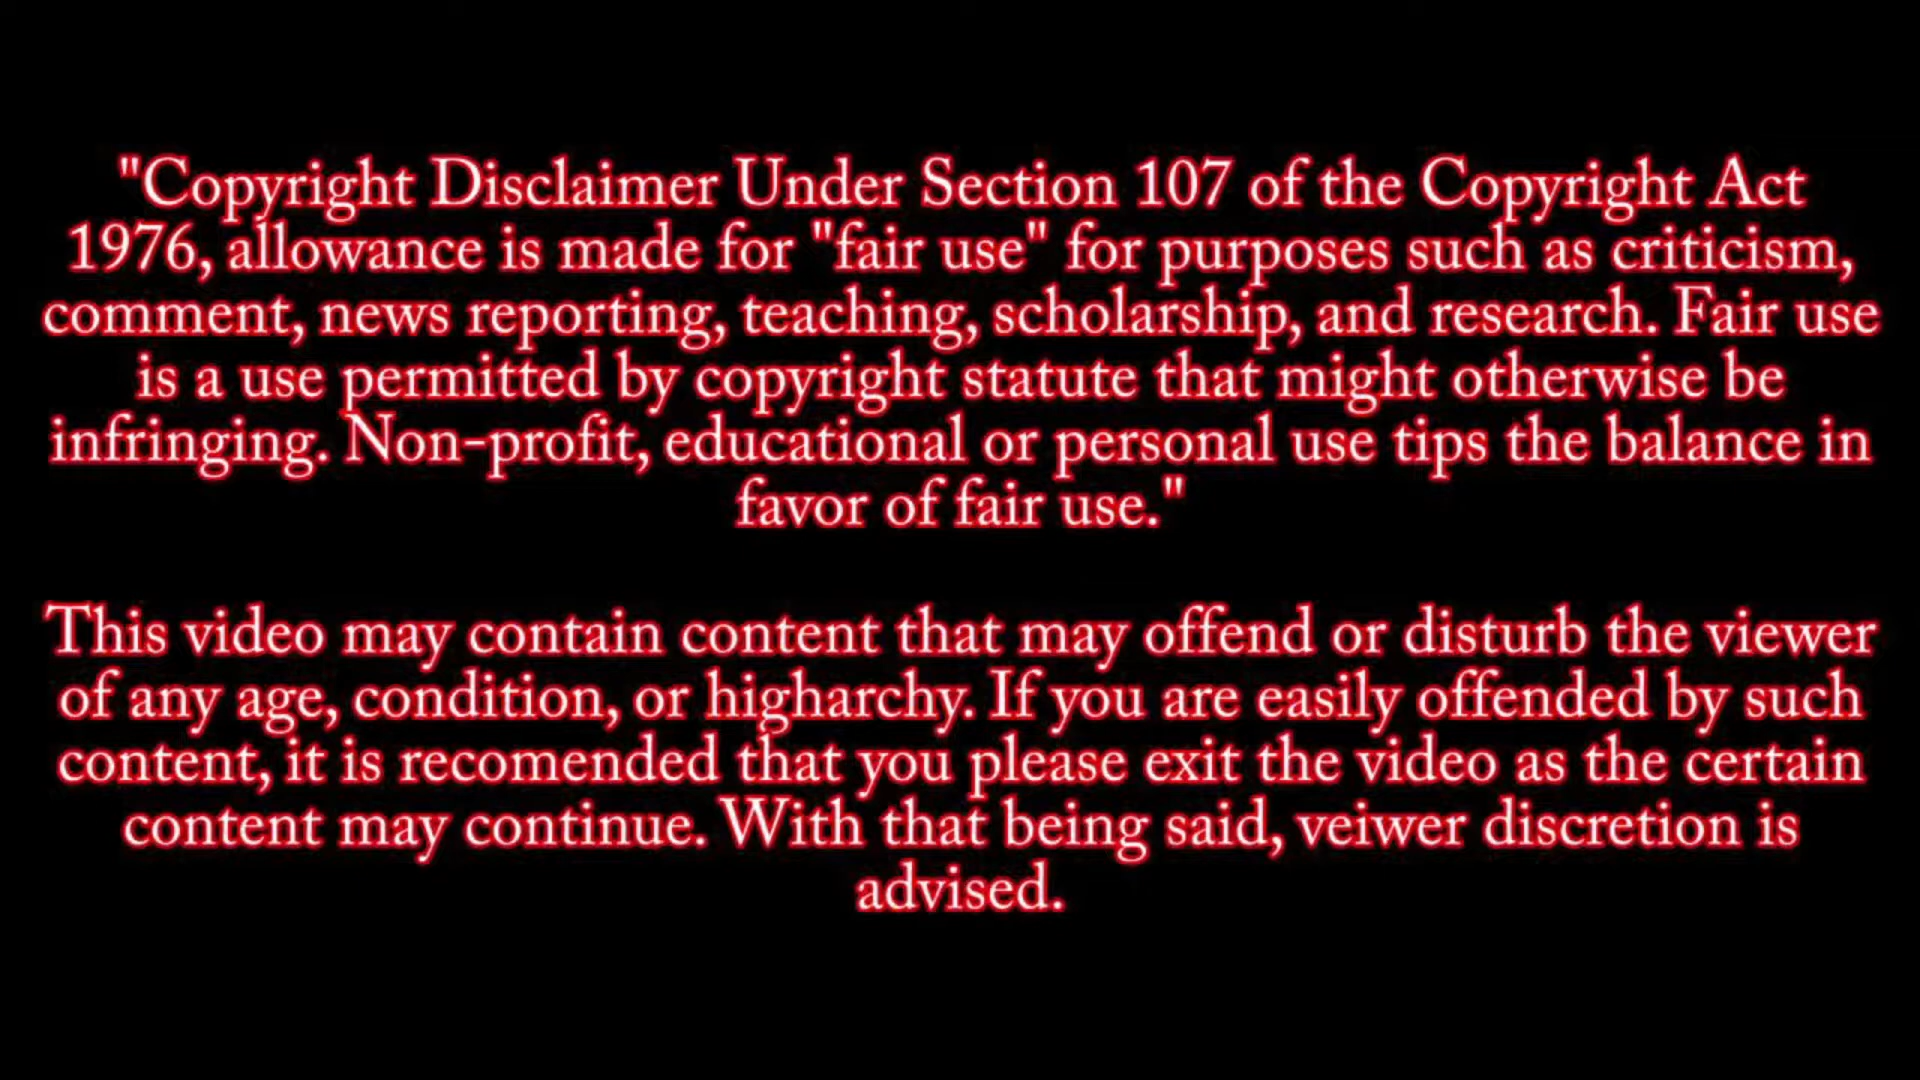 "Copyright Disclaimer Under Section 107 of the Copyright Act
1976, allowance is made for "fair use" for purposes such as criticism,
comment, news reporting, teaching, scholarship, and research. Fair use
is a use permitted by copyright statute that might otherwise be
infringing. Non-profit, educational or personal use tips the balance in
favor of fair use."
This video may contain content that may offend or disturb the viewer
of any age, condition, or higharchy. If you are easily offended by such
content, it is recomended that you please exit the video as the certain
content may continue. With that being said, veiwer discretion is
advised.